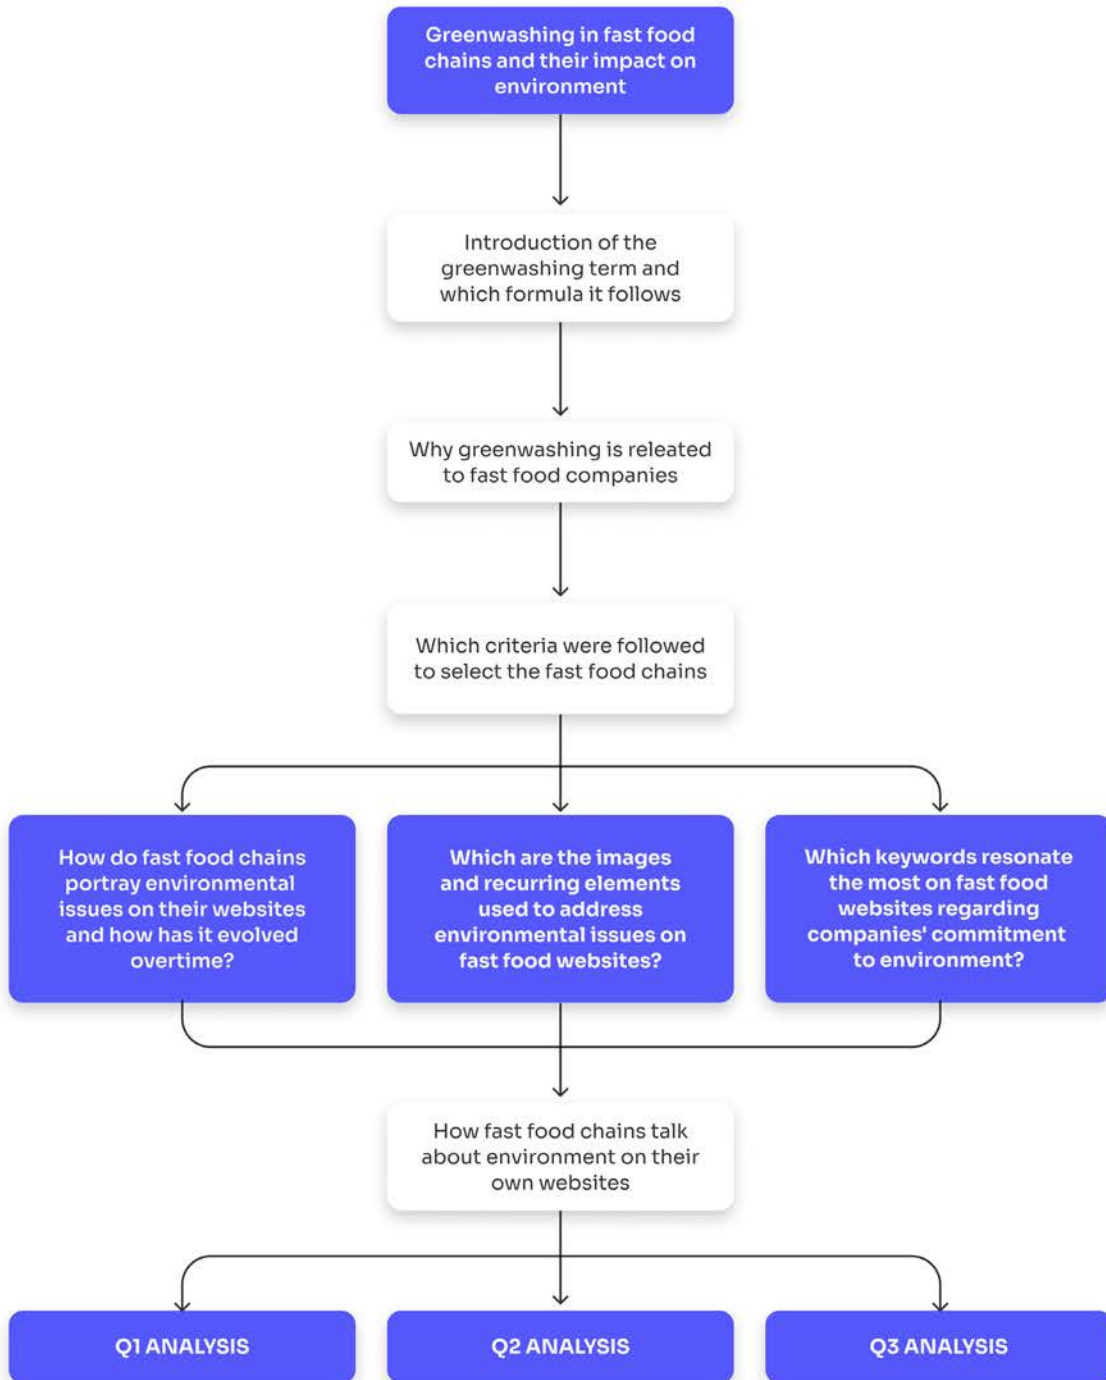 Greenwashing in fast food
chains and their impact on
environment
Introduction of the
greenwashing term and
which formula it follows
Why greenwashing is releated
to fast food companies
Which criteria were followed
to select the fast food chains
How do fast food chains
portray environmental
issues on their websites
and how has it evolved
overtime?
Which are the images
and recurring elements
used to address
environmental issues on
fast food websites?
Which keywords resonate
the most on fast food
websites regarding
companies' commitment
to environment?
How fast food chains talk
about environment on their
own websites
Q1 ANALYSIS
Q2 ANALYSIS
Q3 ANALYSIS